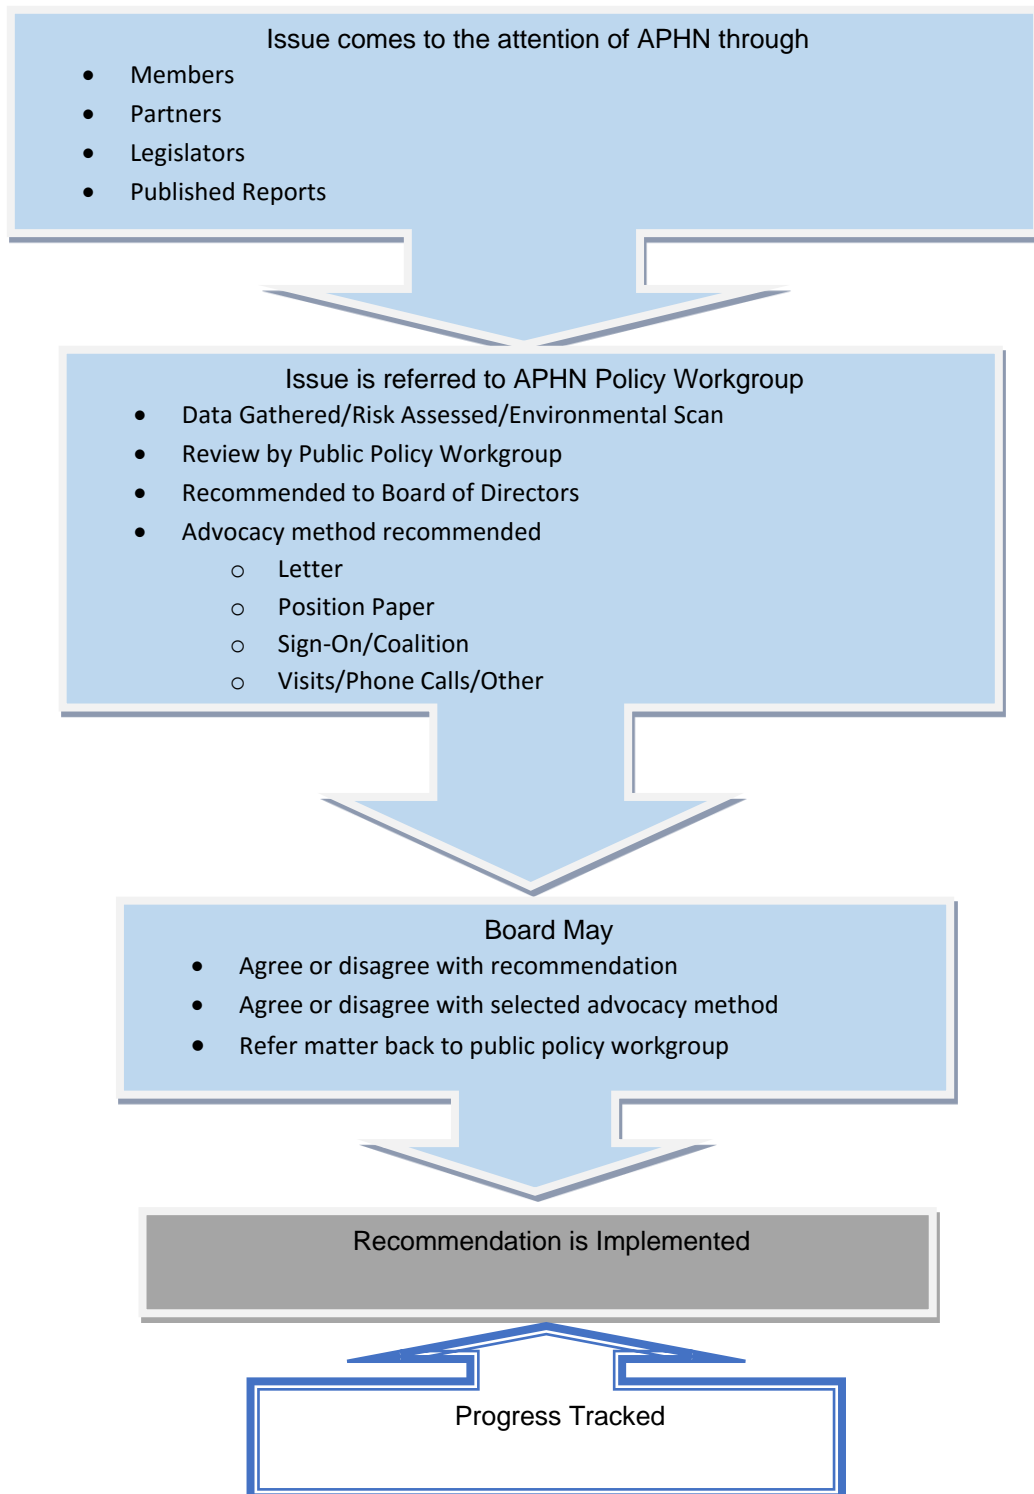 Issue comes to the attention of APHN through
• Members
• Partners
• Legislators
• Published Reports
Issue is referred to APHN Policy Workgroup
• Data Gathered/Risk Assessed/Environmental Scan
• Review by Public Policy Workgroup
• Recommended to Board of Directors
• Advocacy method recommended
o Letter
o Position Paper
o Sign-On/Coalition
o Visits/Phone Calls/Other
Board May
• Agree or disagree with recommendation
• Agree or disagree with selected advocacy method
• Refer matter back to public policy workgroup
Recommendation is Implemented
Progress Tracked